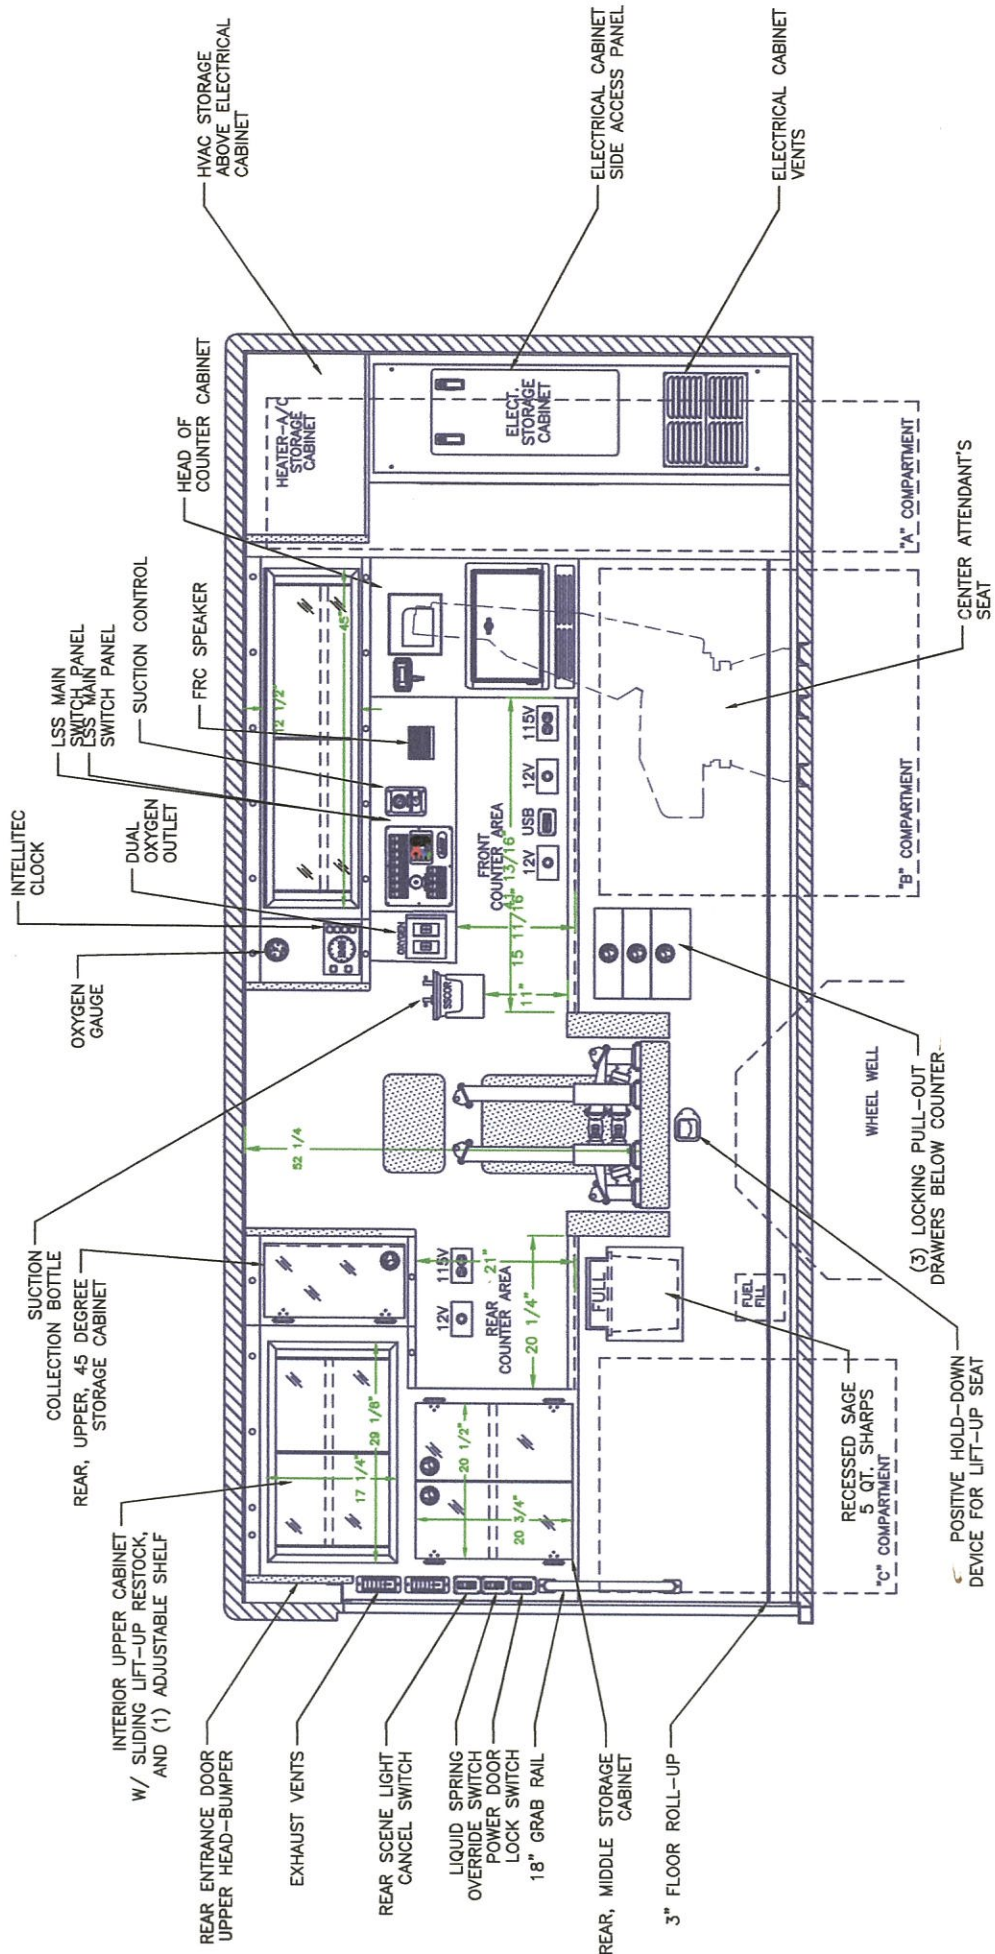 INTERIOR UPPER CABINET
W/ SLIDING LIFT-UP RESTOCK,
AND (1) ADJUSTABLE SHELF
REAR, UPPER, 45 DEGREE
STORAGE CABINET
SUCTION
COLLECTION BOTTLE
OXYGEN
GAUGE
INTELLITEC
CLOCK
DUAL
OXYGEN
OUTLET
LSS MAIN
SWITCH PANEL
LSS MAIN
SWITCH PANEL
SUCTION CONTROL
FRC SPEAKER
HEAD OF
COUNTER CABINET
HVAC STORAGE
ABOVE ELECTRICAL
CABINET
ELECTRICAL CABINET
SIDE ACCESS PANEL
ELECTRICAL CABINET
VENTS
REAR ENTRANCE DOOR
UPPER HEAD-BUMPER
EXHAUST VENTS
REAR SCENE LIGHT
CANCEL SWITCH
LIQUID SPRING
OVERRIDE SWITCH
POWER DOOR
LOCK SWITCH
18" GRAB RAIL
REAR, MIDDLE STORAGE
CABINET
3" FLOOR ROLL-UP
17 1/4"
29 1/8"
20 1/2"
20 3/4"
12V
115V
REAR
COUNTER AREA
21"
20 1/4"
52 1/4
SSCOR
11"
OXYGEN
12 1/2"
45"
FRONT
COUNTER AREA
41 13/16"
15 11/16"
12V
USB
12V
115V
HEATER-A/C
STORAGE
CABINET
ELECT.
STORAGE
CABINET
FULL
FUEL
FILL
WHEEL WELL
"C" COMPARTMENT
"B" COMPARTMENT
"A" COMPARTMENT
RECESSED SAGE
5 QT. SHARPS
POSITIVE HOLD-DOWN
DEVICE FOR LIFT-UP SEAT
(3) LOCKING PULL-OUT
DRAWERS BELOW COUNTER
CENTER ATTENDANT'S
SEAT